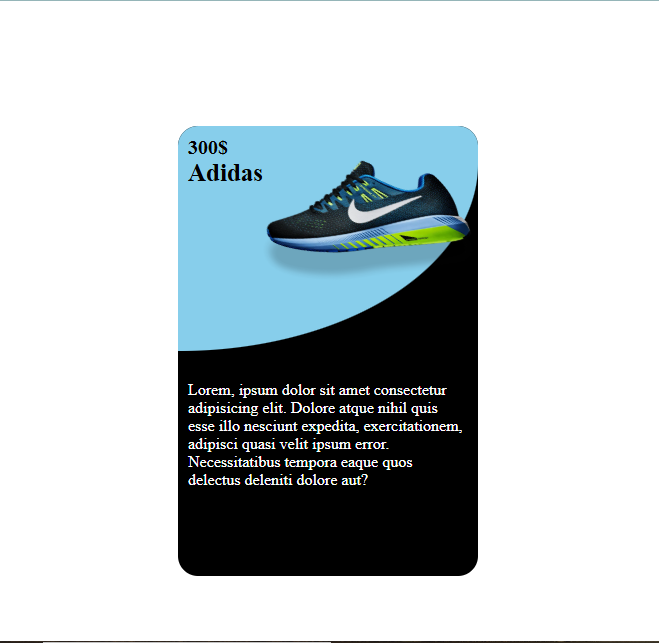 300$
Adidas
Lorem, ipsum dolor sit amet consectetur
adipisicing elit. Dolore atque nihil quis
esse illo nesciunt expedita, exercitationem,
adipisci quasi velit ipsum error.
Necessitatibus tempora eaque quos
delectus deleniti dolore aut?